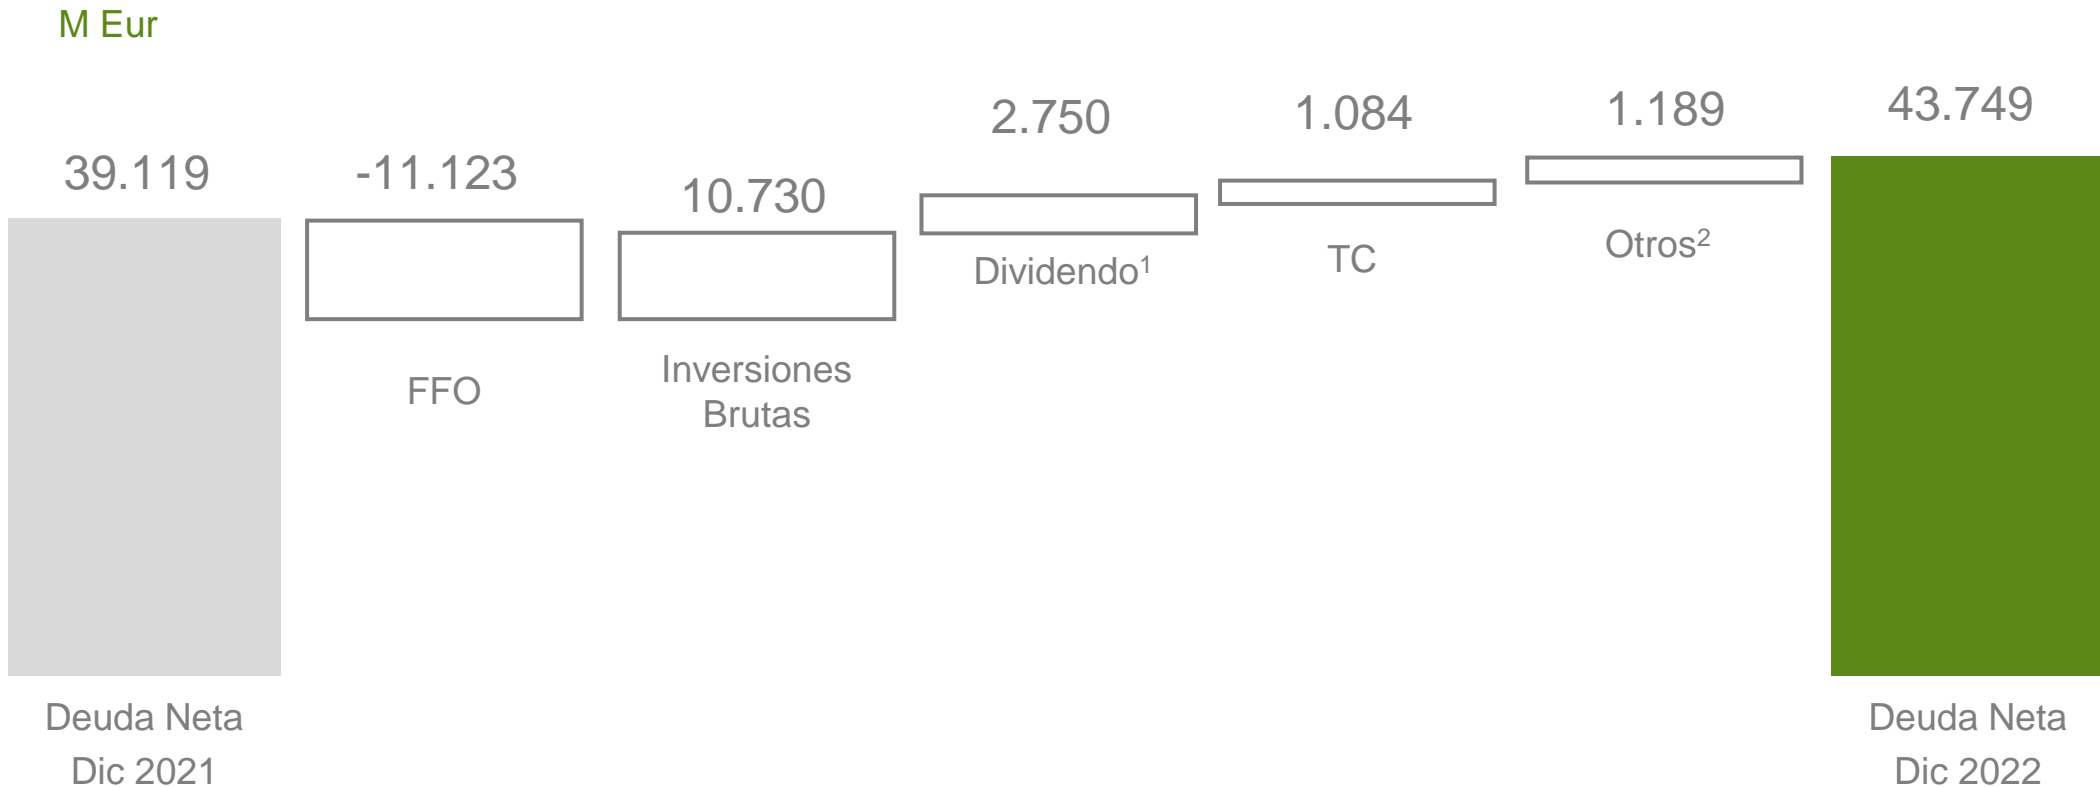 M Eur
39.119
-11.123
10.730
2.750
1.084
1.189
43.749
FFO
Inversiones
Brutas
Dividendo¹
TC
Otros²
Deuda Neta
Dic 2021
Deuda Neta
Dic 2022